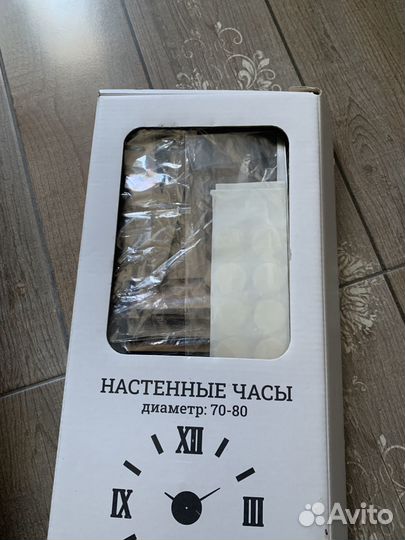 НАСТЕННЫЕ ЧАСЫ
диаметр: 70-80
XII
IX
III
Avito